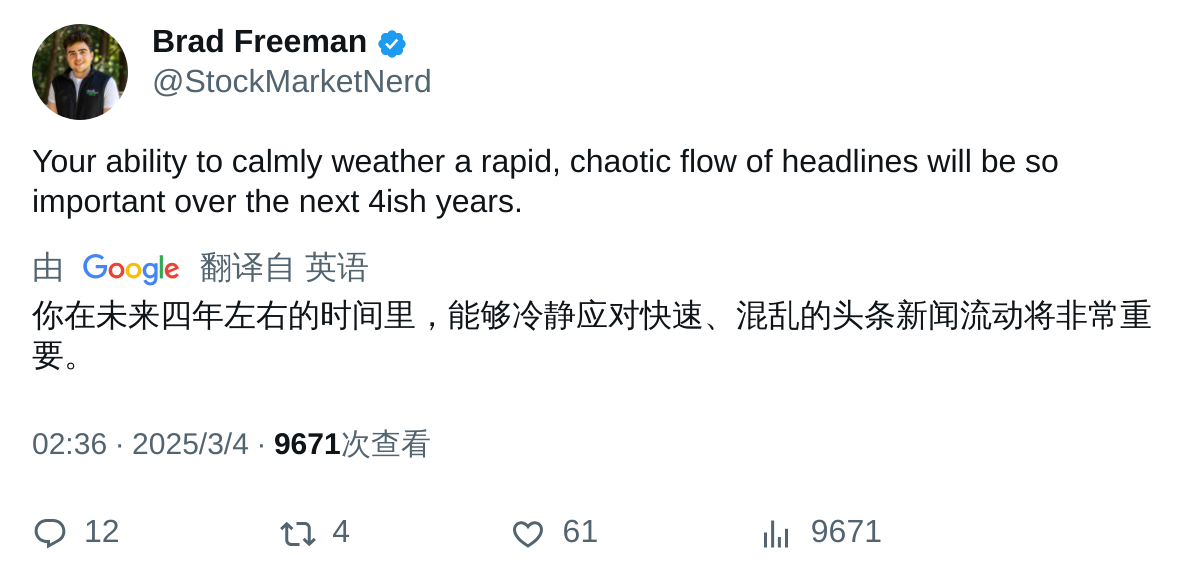 Brad Freeman
@StockMarketNerd
Your ability to calmly weather a rapid, chaotic flow of headlines will be so
important over the next 4ish years.
由 Google 翻译自 英语
你在未来四年左右的时间里，能够冷静应对快速、混乱的头条新闻流动将非常重
要。
02:36 · 2025/3/4 · 9671次查看
12 4 61 9671